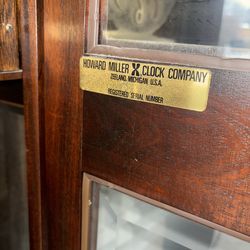 HOWARD MILLER CLOCK COMPANY
ZEELAND, MICHIGAN, U.S.A.
REGISTERED SERIAL NUMBER